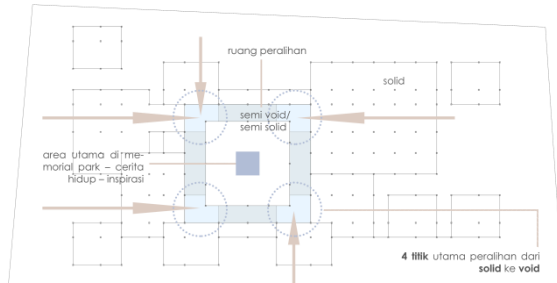 ruang peralihan
solid
semi void/
semi solid
area utama di me-
morial park – cerita
hidup – inspirasi
4 titik utama peralihan dari
solid ke void